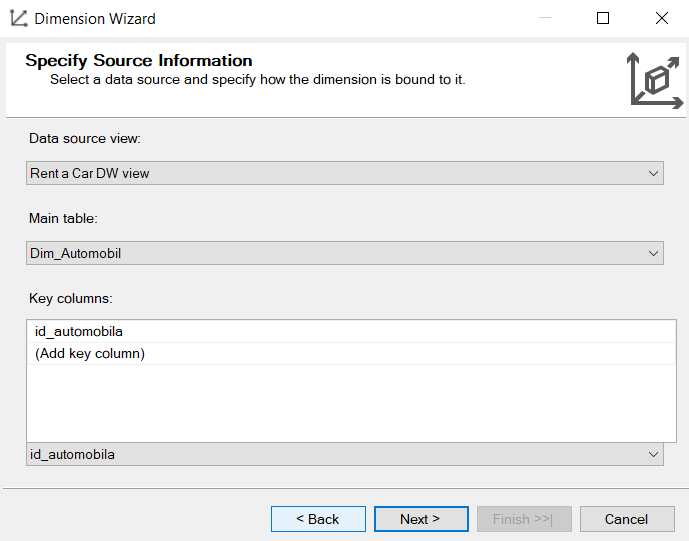 Dimension Wizard
Specify Source Information
Select a data source and specify how the dimension is bound to it.
Data source view:
Rent a Car DW view
Main table:
Dim_Automobil
Key columns:
id_automobila
(Add key column)
id_automobila
< Back Next > Finish >>| Cancel